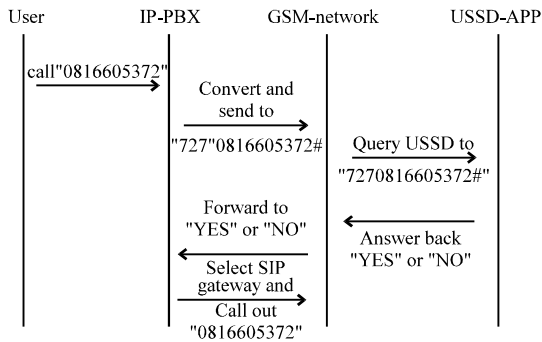 User IP-PBX GSM-network USSD-APP
call"0816605372"
Convert and
send to
"727"0816605372#
Query USSD to
"7270816605372#"
Answer back
"YES" or "NO"
Forward to
"YES" or "NO"
Select SIP
gateway and
Call out
"0816605372"